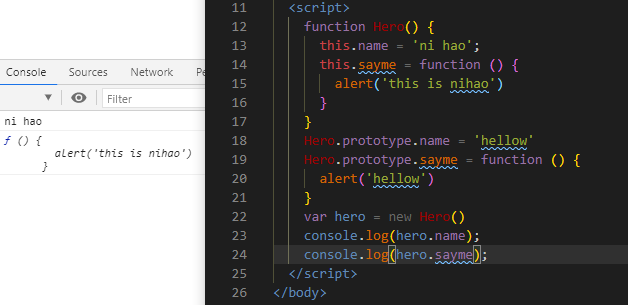 Console Sources Network Pe
Filter
ni hao
f () {
alert('this is nihao')
}
11 <script>
12 function Hero() {
13 this.name = 'ni hao';
14 this.sayme = function () {
15 alert('this is nihao')
16 }
17 }
18 Hero.prototype.name = 'hellow'
19 Hero.prototype.sayme = function () {
20 alert('hellow')
21 }
22 var hero = new Hero()
23 console.log(hero.name);
24 console.log(hero.sayme);
25 </script>
26 </body>